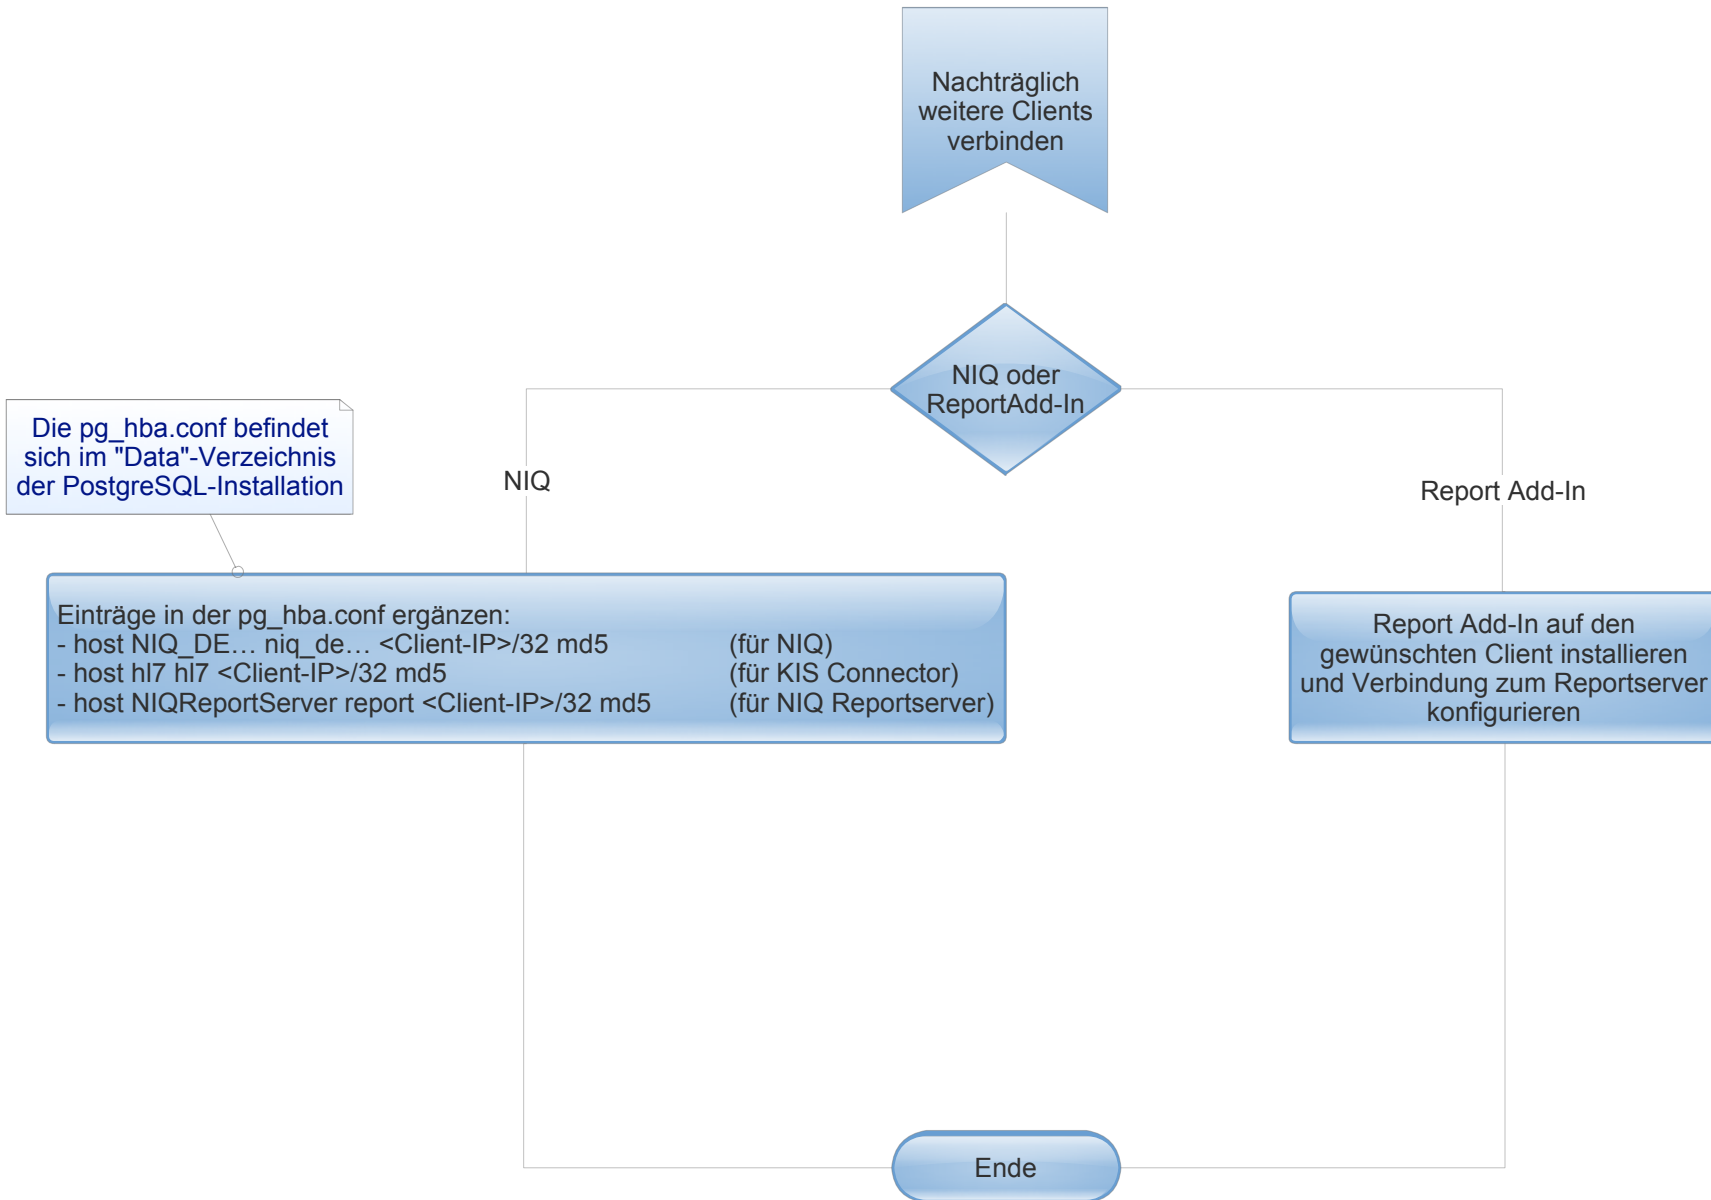 Nachträglich
weitere Clients
verbinden
NIQ oder
ReportAdd-In
Die pg_hba.conf befindet
sich im "Data"-Verzeichnis
der PostgreSQL-Installation
NIQ
Report Add-In
Einträge in der pg_hba.conf ergänzen:
- host NIQ_DE… niq_de… <Client-IP>/32 md5 (für NIQ)
- host hl7 hl7 <Client-IP>/32 md5 (für KIS Connector)
- host NIQReportServer report <Client-IP>/32 md5 (für NIQ Reportserver)
Report Add-In auf den
gewünschten Client installieren
und Verbindung zum Reportserver
konfigurieren
Ende